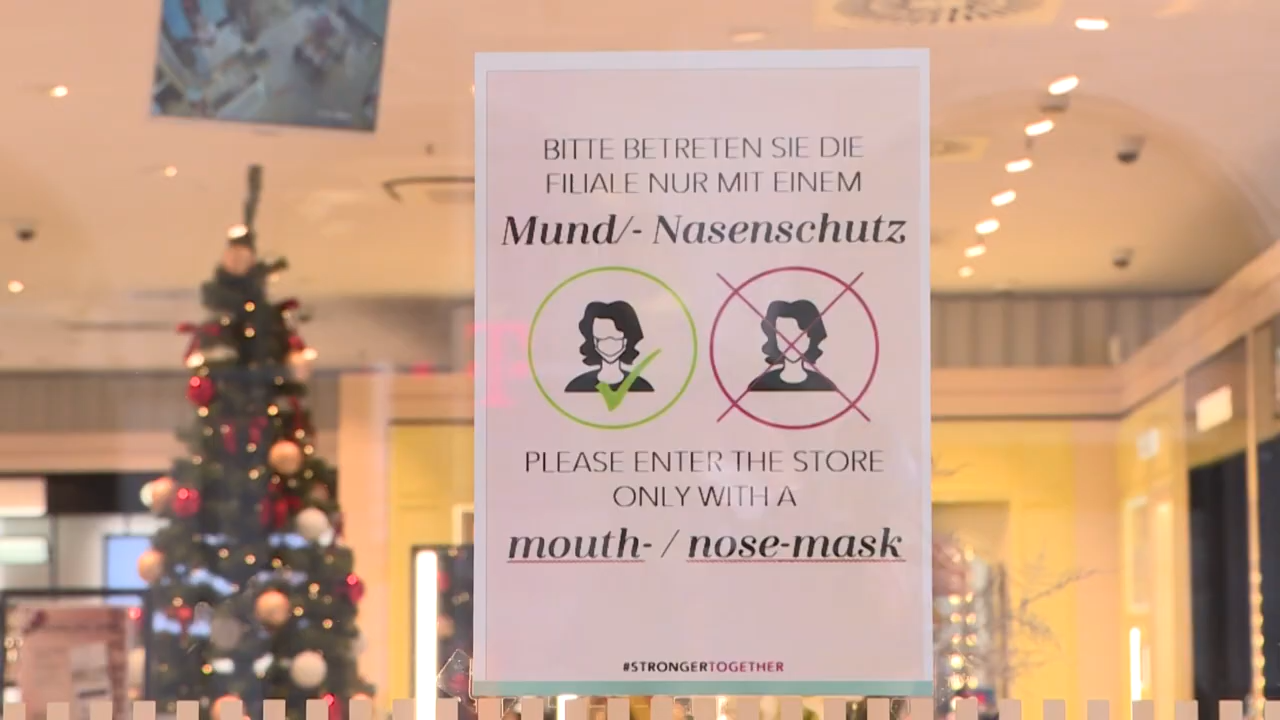 BITTE BETRETEN SIE DIE
FILIALE NUR MIT EINEM
Mund/- Nasenschutz
PLEASE ENTER THE STORE
ONLY WITH A
mouth- / nose-mask
#STRONGERTOGETHER